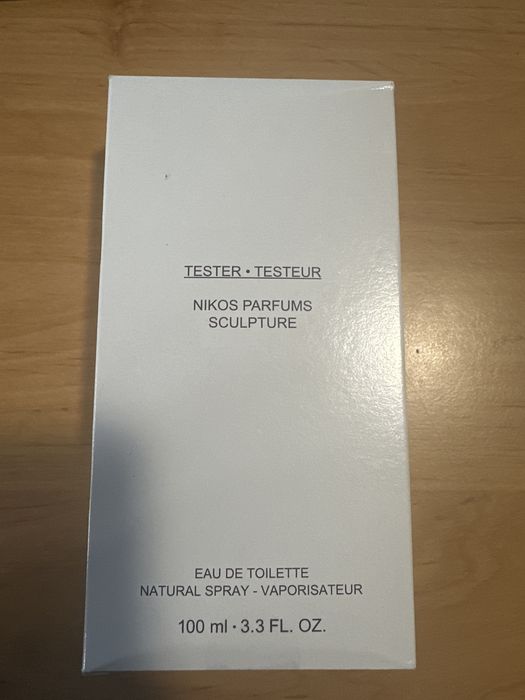 TESTER • TESTEUR
NIKOS PARFUMS
SCULPTURE
EAU DE TOILETTE
NATURAL SPRAY - VAPORISATEUR
100 ml • 3.3 FL. OZ.